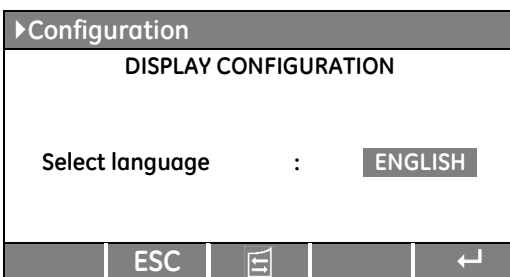 Configuration
DISPLAY CONFIGURATION
Select language : ENGLISH
ESC